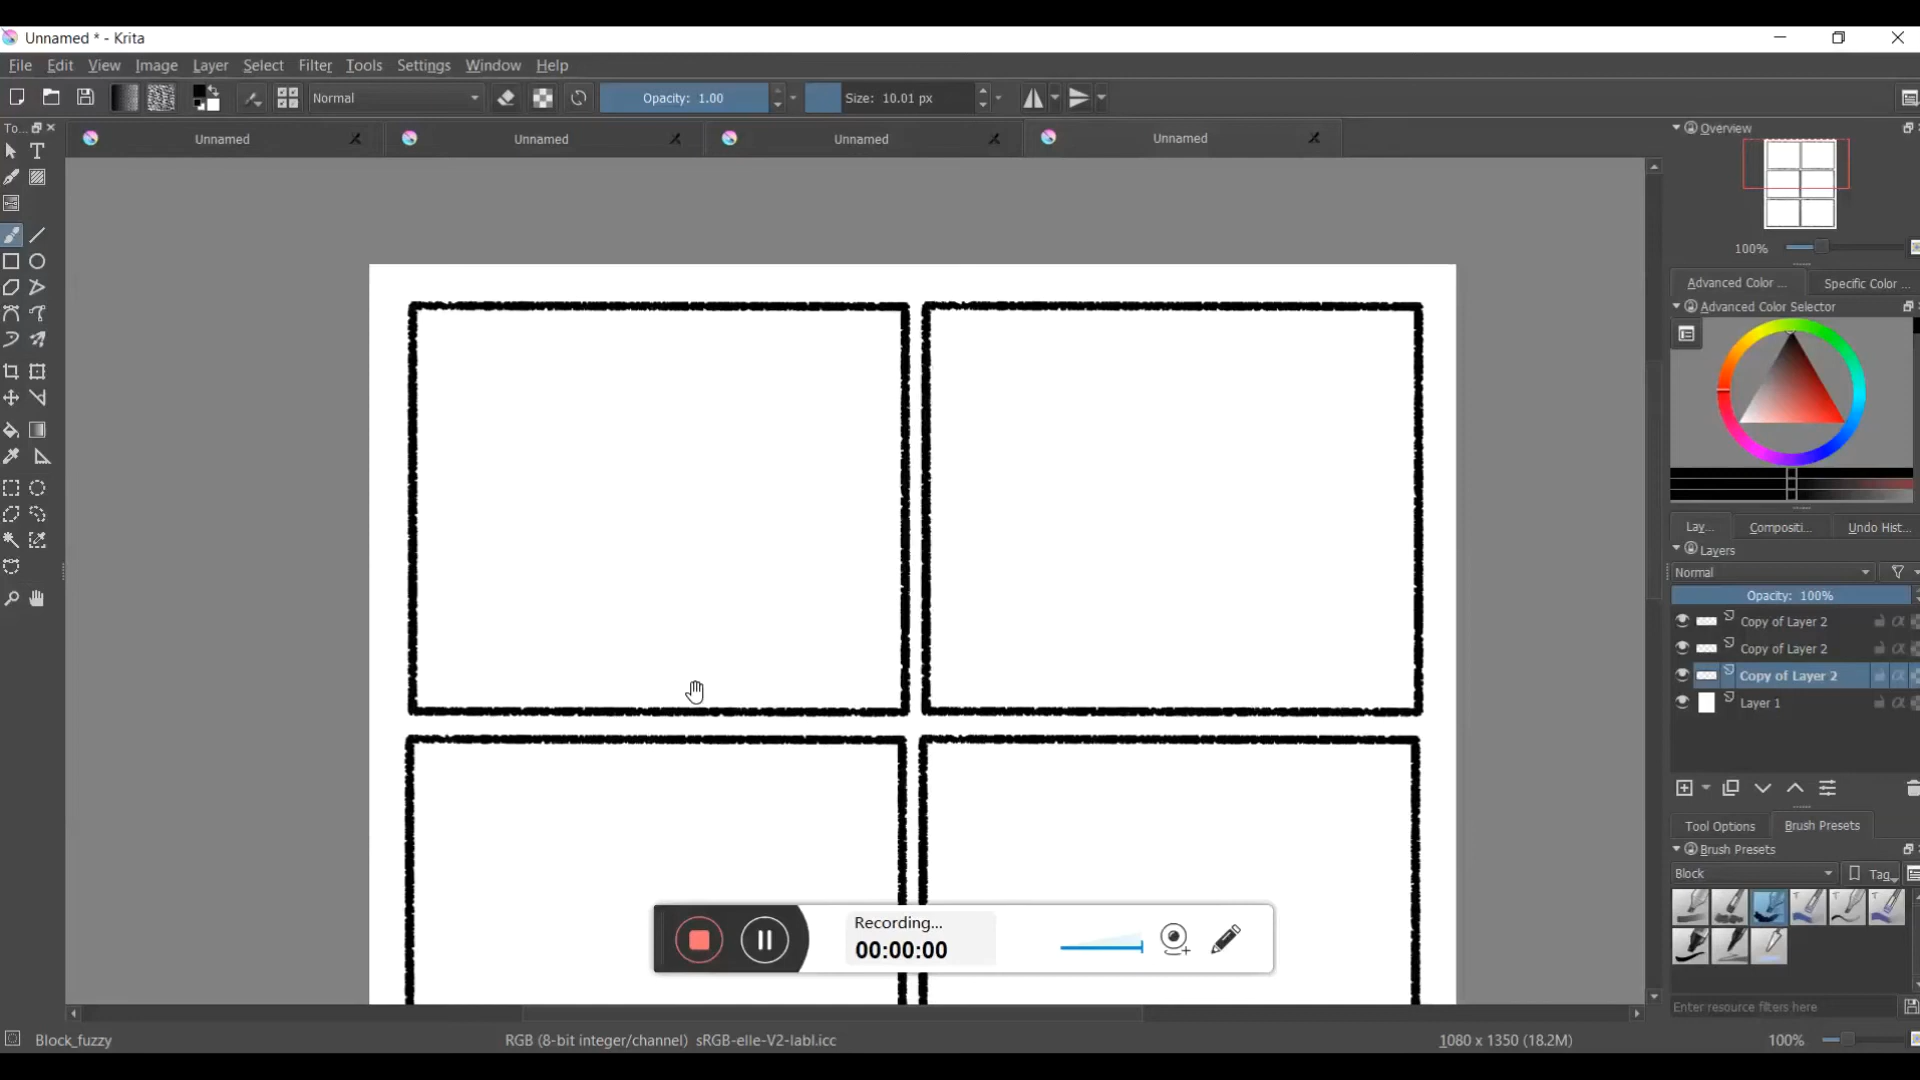 Unnamed * - Krita
File Edit View Image Layer Select Filter Tools Settings Window Help
Normal Opacity: 1.00 Size: 10.01 px
To... Unnamed Unnamed Unnamed Unnamed
Overview
100%
Advanced Color ... Specific Color ...
Advanced Color Selector
Lay... Compositi... Undo Hist...
Layers
Normal
Opacity: 100%
Copy of Layer 2
Copy of Layer 2
Copy of Layer 2
Layer 1
Tool Options Brush Presets
Brush Presets
Block Tag
Enter resource filters here
Recording...
00:00:00
Block_fuzzy RGB (8-bit integer/channel) sRGB-elle-V2-labl.icc 1080 x 1350 (18.2M) 100%